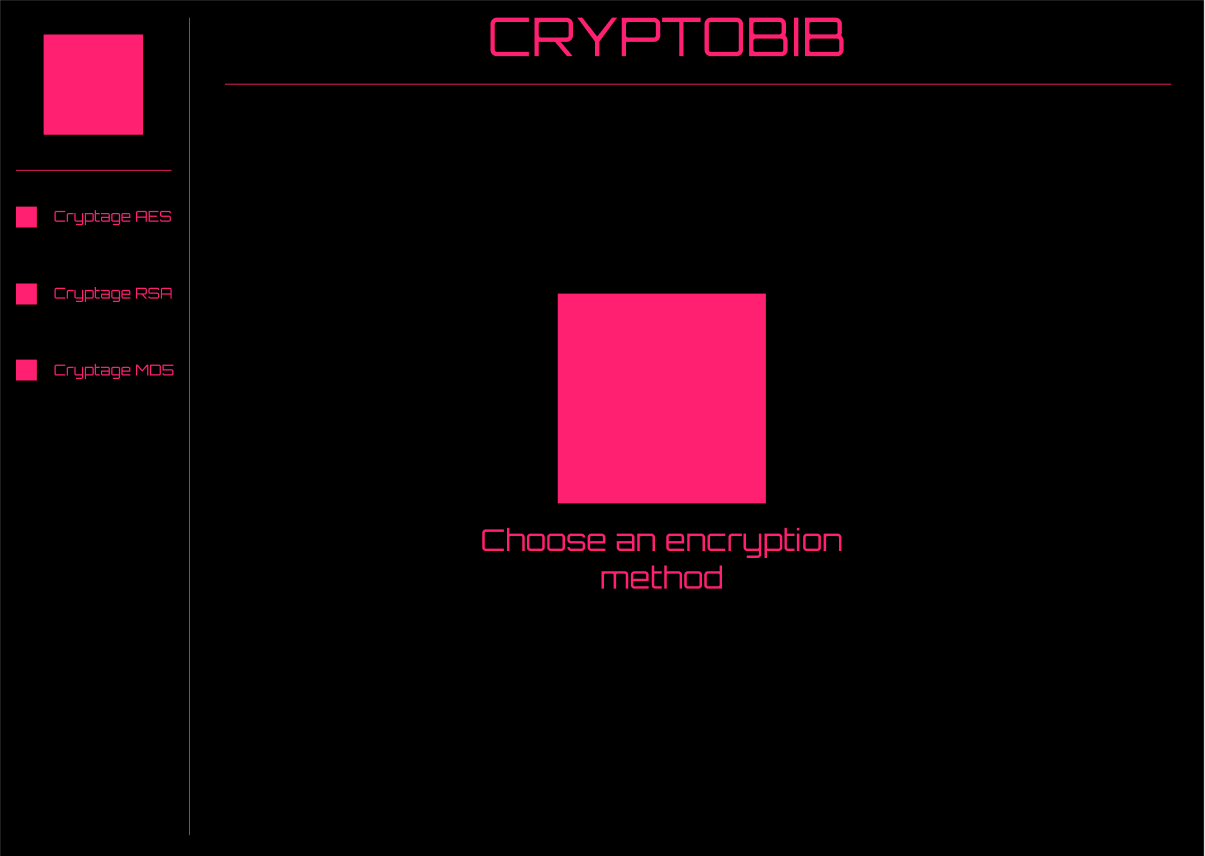 CRYPTOBIB
Cryptage AES
Cryptage RSA
Cryptage MD5
Choose an encryption
method